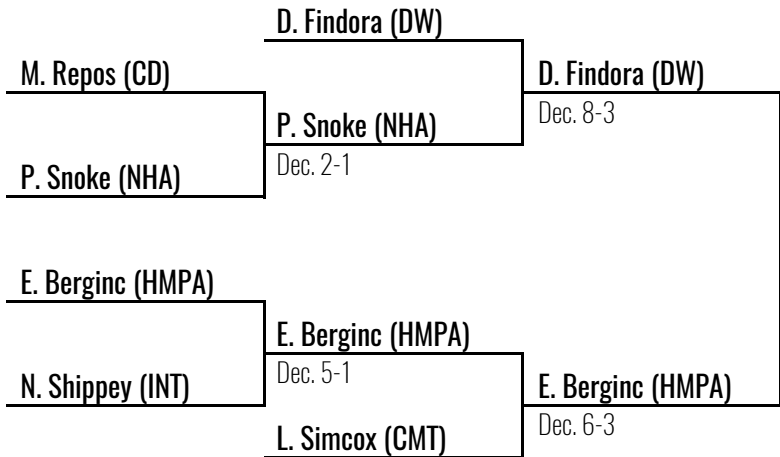 D. Findora (DW)
M. Repos (CD)
D. Findora (DW)
Dec. 8-3
P. Snoke (NHA)
Dec. 2-1
P. Snoke (NHA)
E. Berginc (HMPA)
E. Berginc (HMPA)
Dec. 5-1
N. Shippey (INT)
E. Berginc (HMPA)
Dec. 6-3
L. Simcox (CMT)